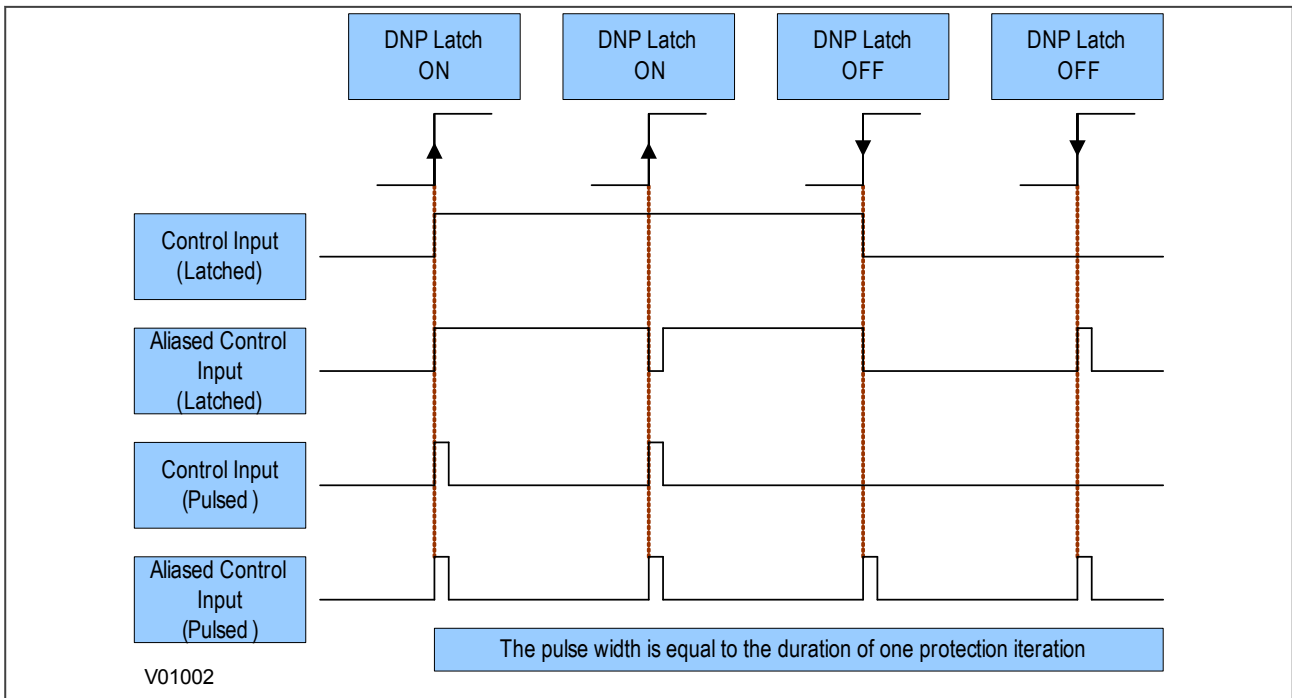 DNP Latch
ON
DNP Latch
ON
DNP Latch
OFF
DNP Latch
OFF
Control Input
(Latched)
Aliased Control
Input
(Latched)
Control Input
(Pulsed )
Aliased Control
Input
(Pulsed )
The pulse width is equal to the duration of one protection iteration
V01002